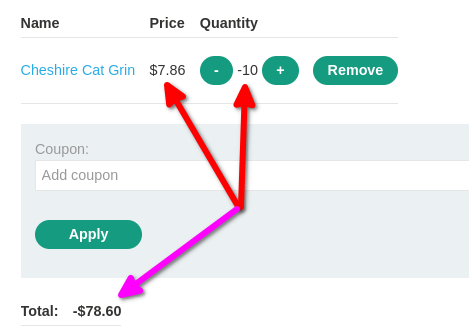 Name Price Quantity
Cheshire Cat Grin $7.86 - -10 + Remove
Coupon:
Add coupon
Apply
Total: -$78.60